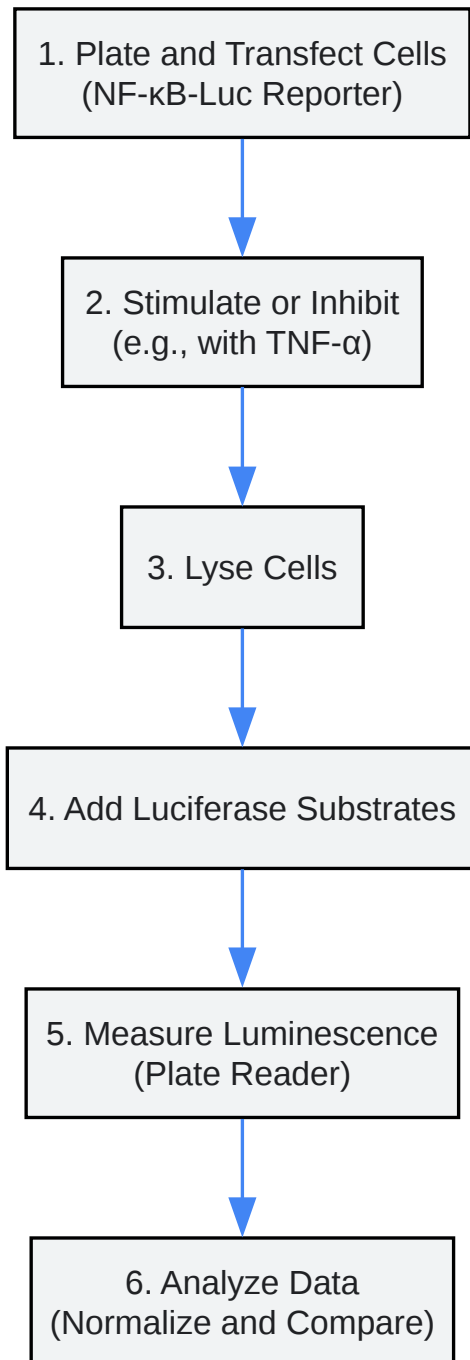 1. Plate and Transfect Cells
(NF-κB-Luc Reporter)
2. Stimulate or Inhibit
(e.g., with TNF-α)
3. Lyse Cells
4. Add Luciferase Substrates
5. Measure Luminescence
(Plate Reader)
6. Analyze Data
(Normalize and Compare)